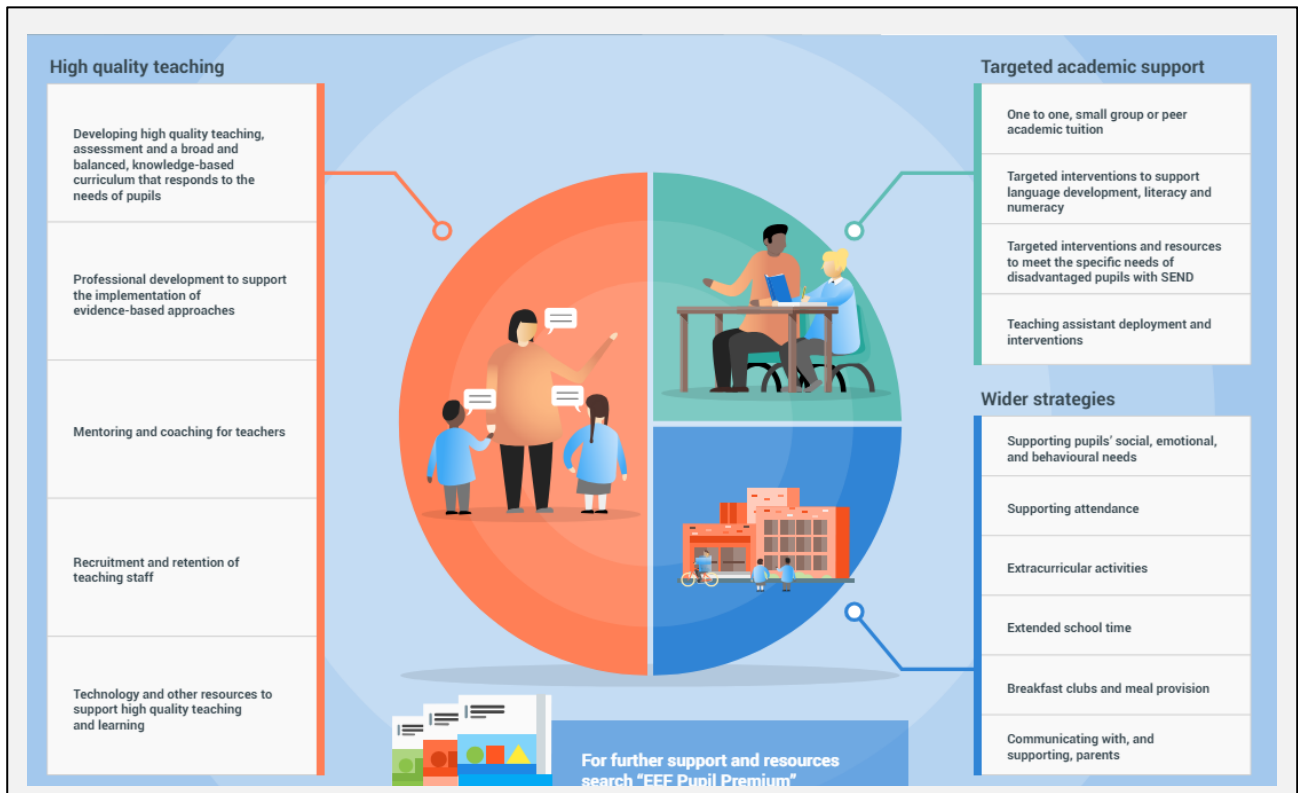 High quality teaching
Developing high quality teaching,
assessment and a broad and
balanced, knowledge-based
curriculum that responds to the
needs of pupils
Professional development to support
the implementation of
evidence-based approaches
Mentoring and coaching for teachers
Recruitment and retention of
teaching staff
Technology and other resources to
support high quality teaching
and learning
Targeted academic support
One to one, small group or peer
academic tuition
Targeted interventions to support
language development, literacy and
numeracy
Targeted interventions and resources
to meet the specific needs of
disadvantaged pupils with SEND
Teaching assistant deployment and
interventions
Wider strategies
Supporting pupils’ social, emotional,
and behavioural needs
Supporting attendance
Extracurricular activities
Extended school time
Breakfast clubs and meal provision
Communicating with, and
supporting, parents
For further support and resources
search “EEF Pupil Premium”